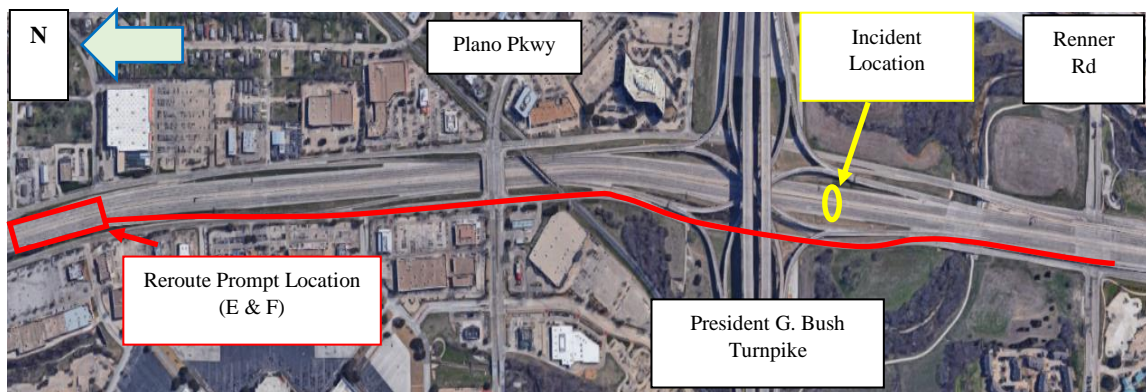 N
Plano Pkwy
Incident
Location
Renner
Rd
Reroute Prompt Location
(E & F)
President G. Bush
Turnpike